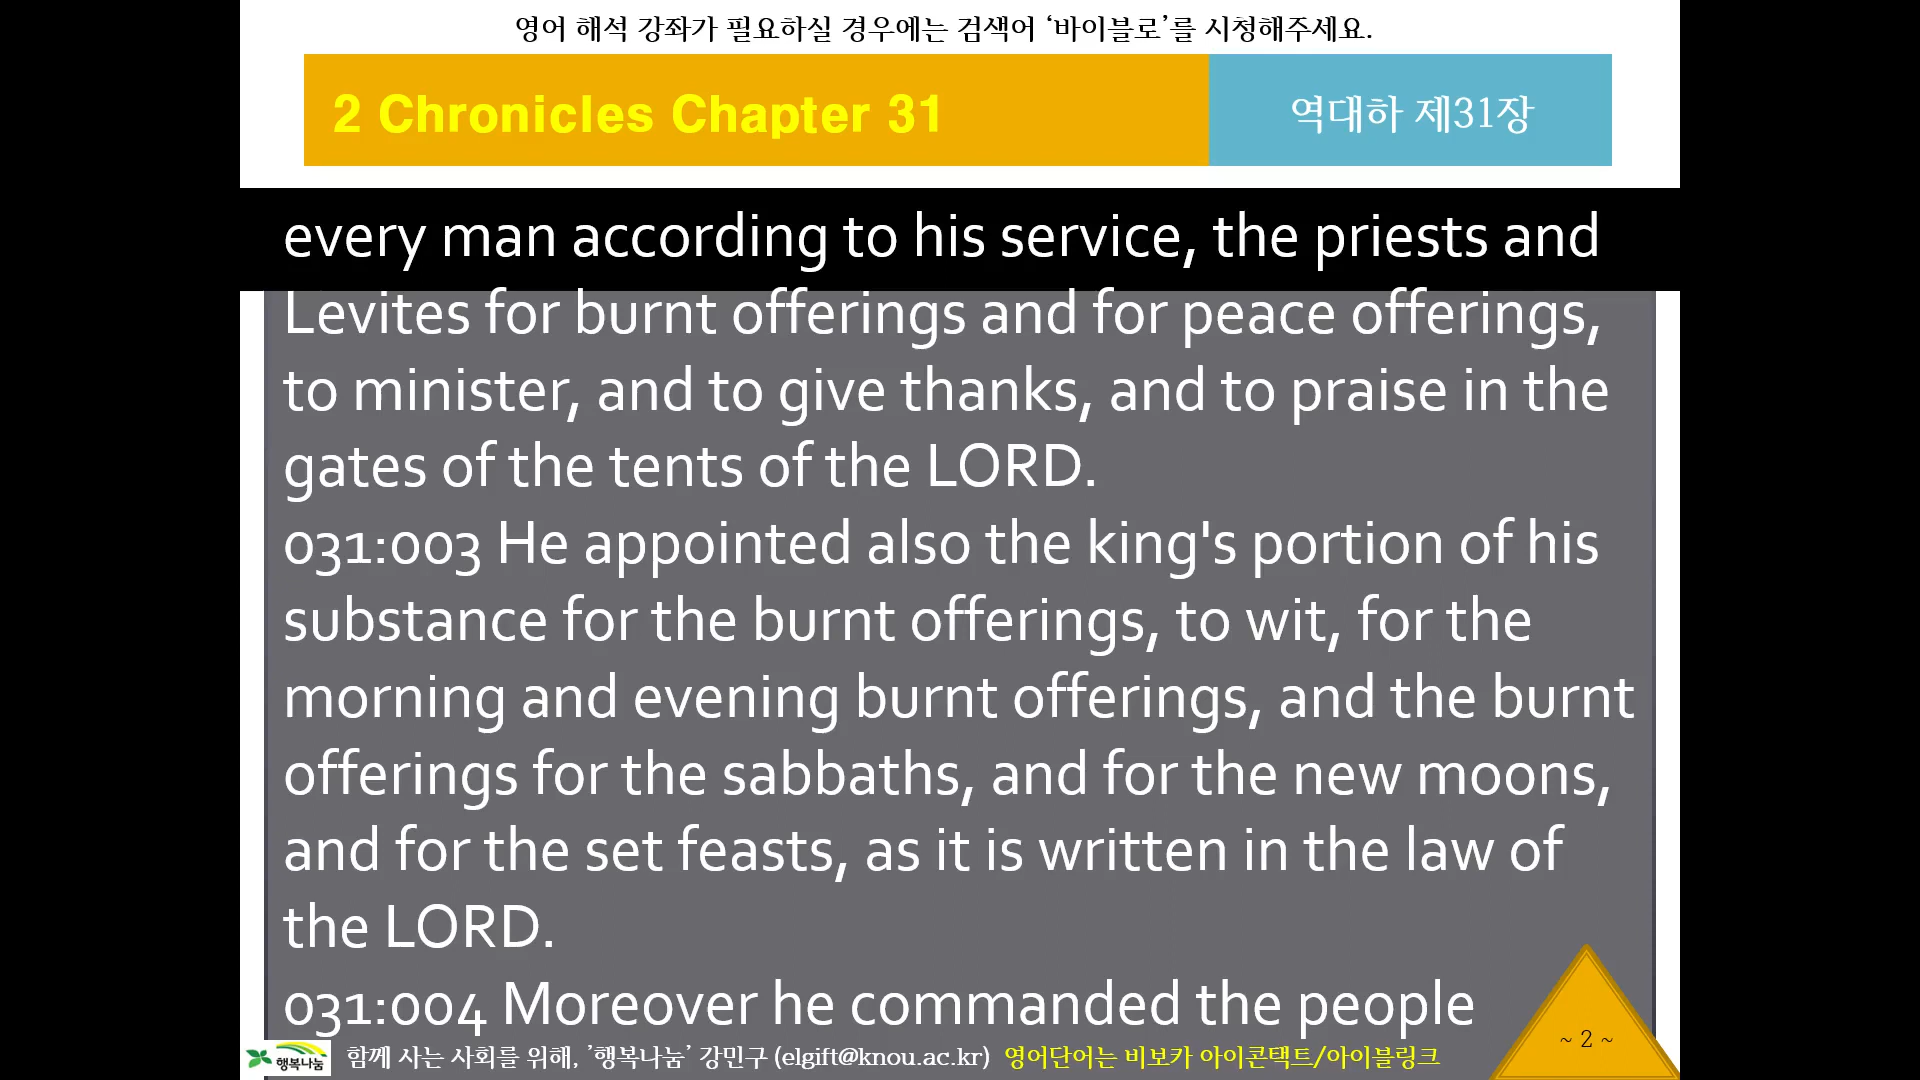 영어 해석 강좌가 필요하실 경우에는 검색어 ‘바이블로’를 시청해주세요.
2 Chronicles Chapter 31
역대하 제31장
every man according to his service, the priests and
Levites for burnt offerings and for peace offerings,
to minister, and to give thanks, and to praise in the
gates of the tents of the LORD.
031:003 He appointed also the king's portion of his
substance for the burnt offerings, to wit, for the
morning and evening burnt offerings, and the burnt
offerings for the sabbaths, and for the new moons,
and for the set feasts, as it is written in the law of
the LORD.
031:004 Moreover he commanded the people
~ 2 ~
행복나눔
함께 사는 사회를 위해, ’행복나눔’ 강민구 (elgift@knou.ac.kr) 영어단어는 비보카 아이콘택트/아이블링크